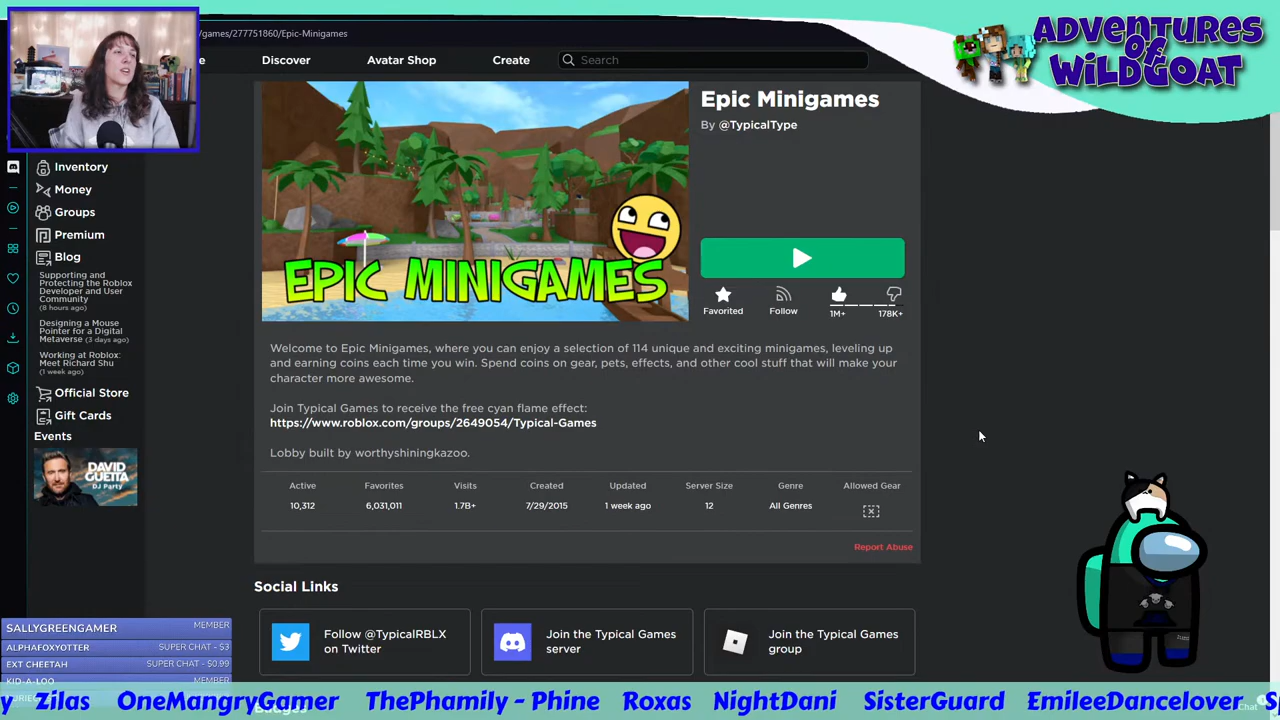 /games/277751860/Epic-Minigames
Discover
Avatar Shop
Create
Search
ADVENTURES
OF
WILDGOAT
Inventory
Money
Groups
Premium
Blog
Supporting and
Protecting the Roblox
Developer and User
Community
(8 hours ago)
Designing a Mouse
Pointer for a Digital
Metaverse (3 days ago)
Working at Roblox:
Meet Richard Shu
(1 week ago)
Official Store
Gift Cards
Events
DAVID
GUETTA
DJ Party
EPIC MINIGAMES
Epic Minigames
By @TypicalType
Favorited
Follow
1M+
178K+
Welcome to Epic Minigames, where you can enjoy a selection of 114 unique and exciting minigames, leveling up
and earning coins each time you win. Spend coins on gear, pets, effects, and other cool stuff that will make your
character more awesome.
Join Typical Games to receive the free cyan flame effect:
https://www.roblox.com/groups/2649054/Typical-Games
Lobby built by worthyshiningkazoo.
Active Favorites Visits Created Updated Server Size Genre Allowed Gear
10,312 6,031,011 1.7B+ 7/29/2015 1 week ago 12 All Genres
Report Abuse
Social Links
Follow @TypicalRBLX
on Twitter
Join the Typical Games
server
Join the Typical Games
group
SALLYGREENGAMER MEMBER
ALPHAFOXYOTTER SUPER CHAT - $3
EXT CHEETAH SUPER CHAT - $0.99
KID-A-LOO MEMBER
y Zilas OneMangryGamer ThePhamily - Phine Roxas NightDani SisterGuard EmileeDancelover
Chat